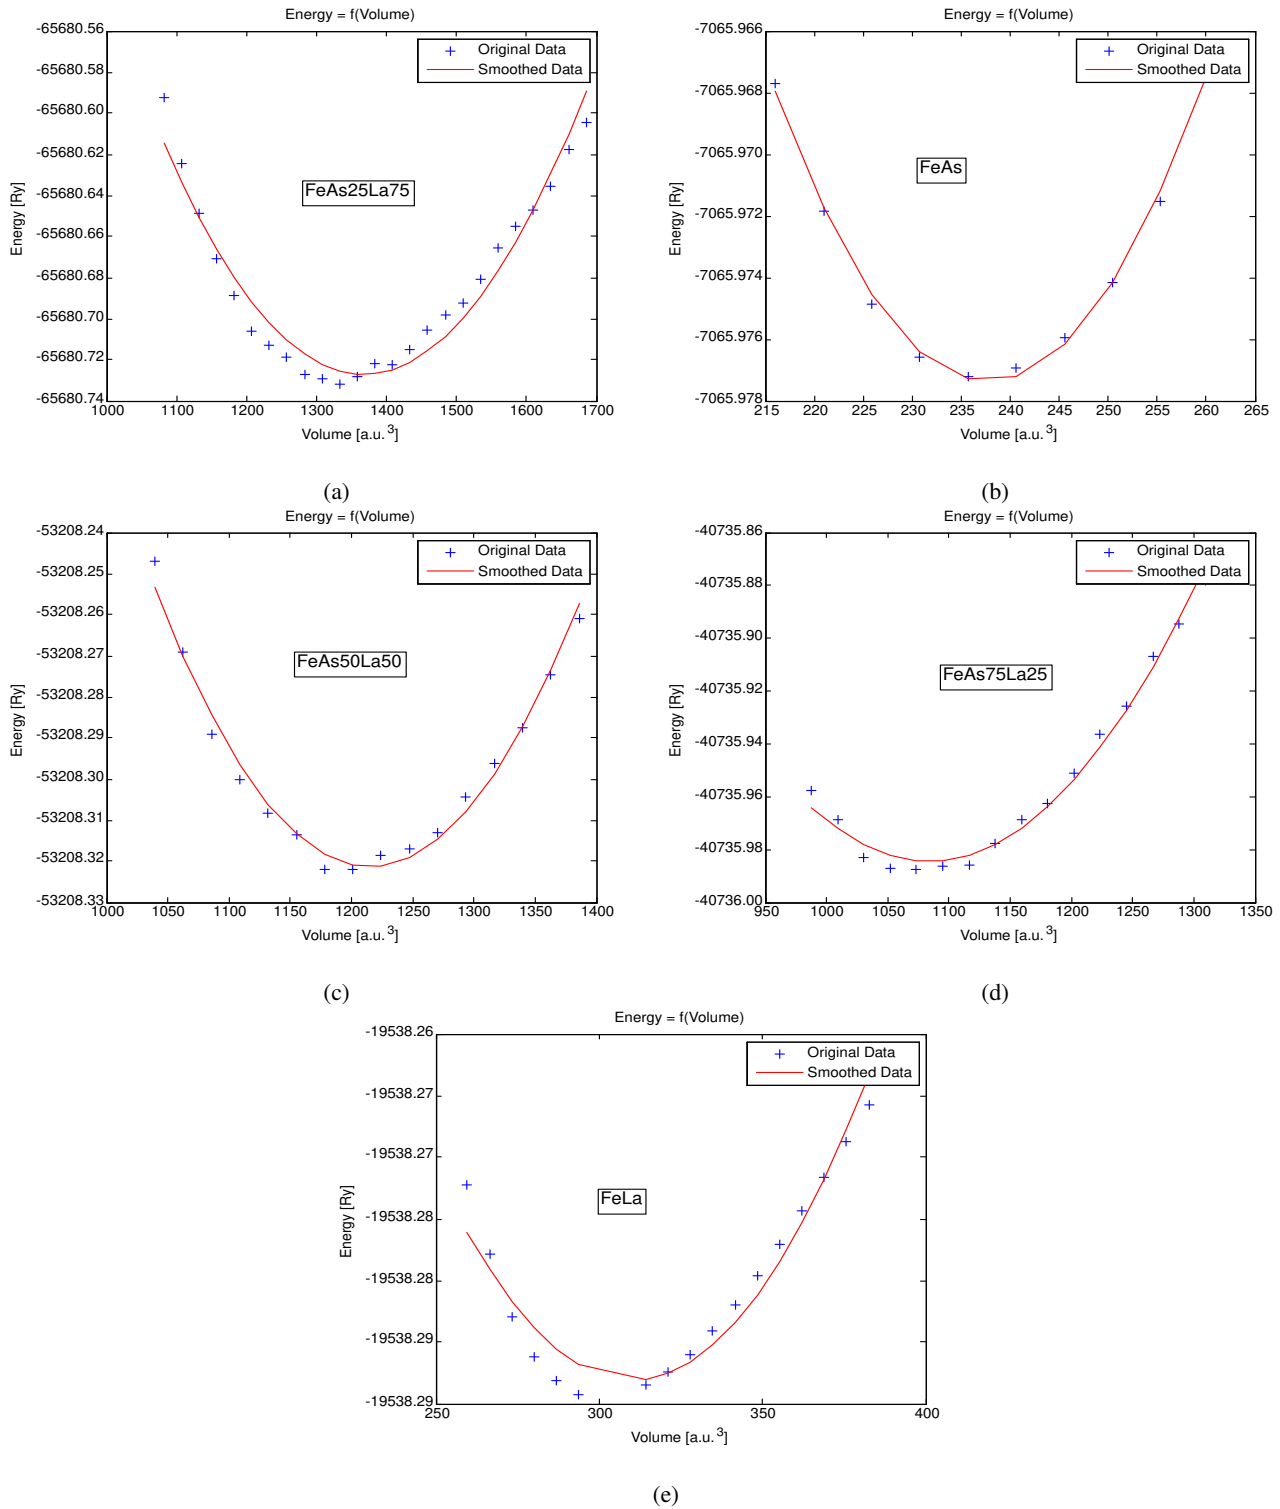 Energy = f(Volume)
-65680.56
-65680.58
-65680.60
-65680.62
-65680.64
-65680.66
-65680.68
-65680.70
-65680.72
-65680.74
Energy [Ry]
Original Data
Smoothed Data
FeAs25La75
1000 1100 1200 1300 1400 1500 1600 1700
Volume [a.u.³]
(a)
Energy = f(Volume)
-7065.966
-7065.968
-7065.970
-7065.972
-7065.974
-7065.976
-7065.978
Energy [Ry]
Original Data
Smoothed Data
FeAs
215 220 225 230 235 240 245 250 255 260 265
Volume [a.u.³]
(b)
Energy = f(Volume)
-53208.24
-53208.25
-53208.26
-53208.27
-53208.28
-53208.29
-53208.30
-53208.31
-53208.32
-53208.33
Energy [Ry]
Original Data
Smoothed Data
FeAs50La50
1000 1050 1100 1150 1200 1250 1300 1350 1400
Volume [a.u.³]
(c)
Energy = f(Volume)
-40735.86
-40735.88
-40735.90
-40735.92
-40735.94
-40735.96
-40735.98
-40736.00
Energy [Ry]
Original Data
Smoothed Data
FeAs75La25
950 1000 1050 1100 1150 1200 1250 1300 1350
Volume [a.u.³]
(d)
Energy = f(Volume)
-19538.26
-19538.27
-19538.27
-19538.28
-19538.28
-19538.29
-19538.29
Energy [Ry]
Original Data
Smoothed Data
FeLa
250 300 350 400
Volume [a.u.³]
(e)